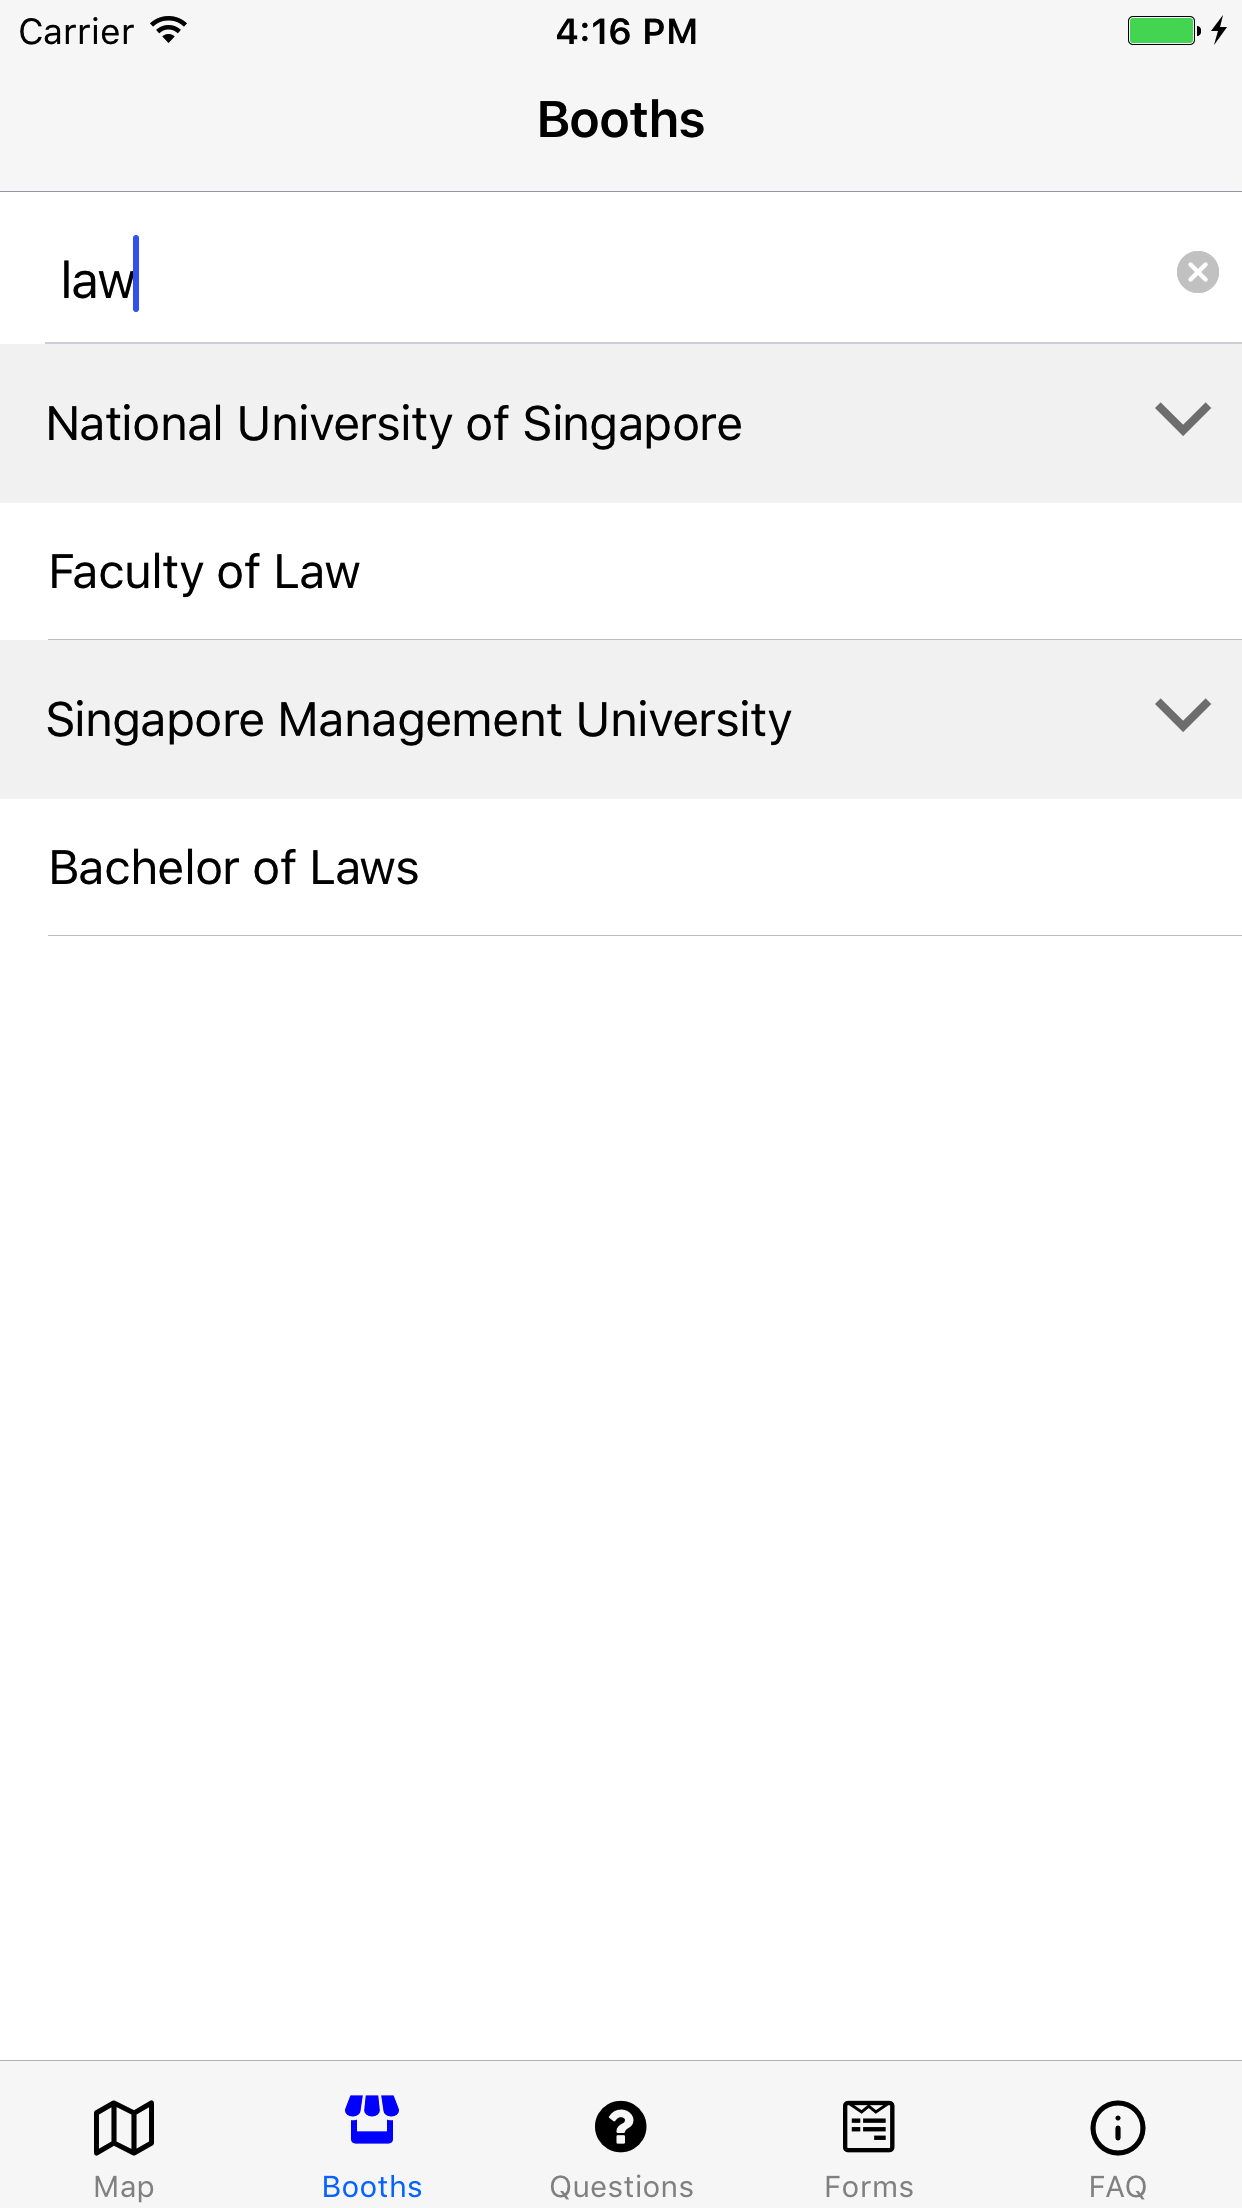 Carrier 4:16 PM
Booths
law
National University of Singapore
Faculty of Law
Singapore Management University
Bachelor of Laws
Map Booths Questions Forms FAQ